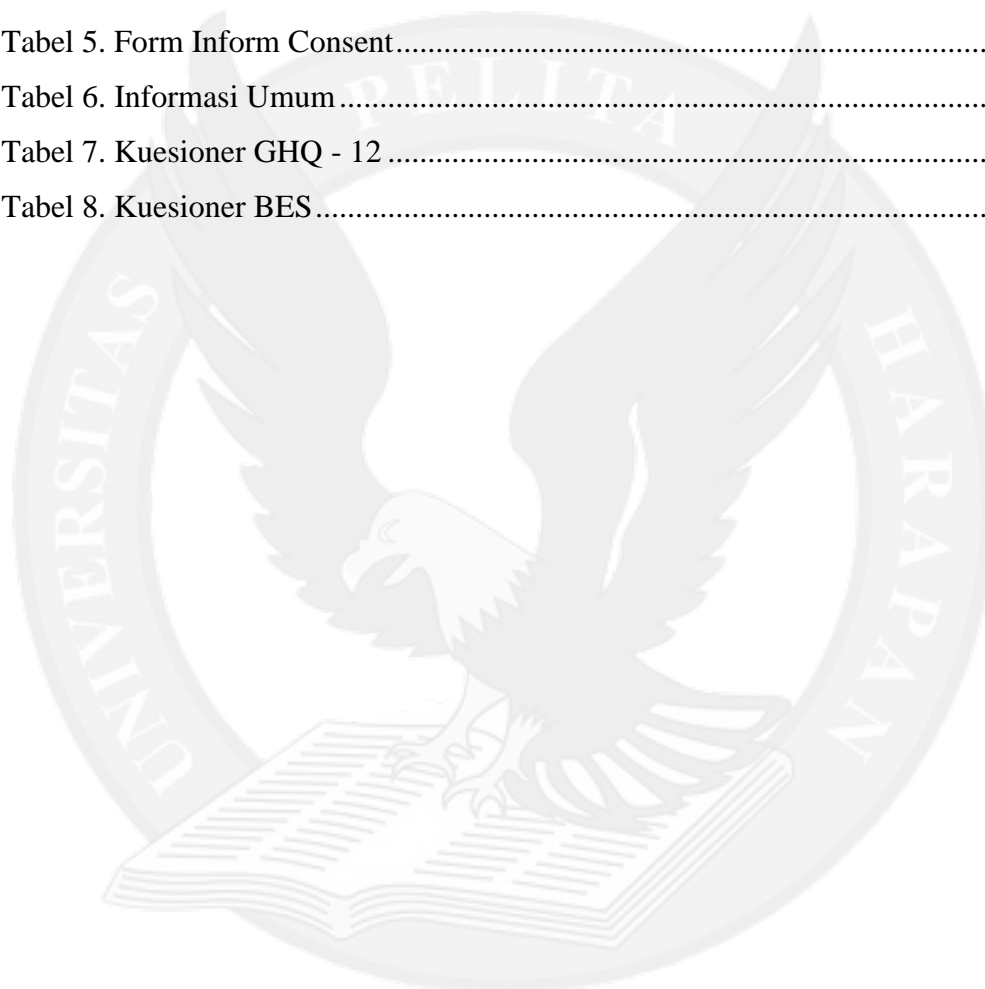 Tabel 5. Form Inform Consent..........................................................................
Tabel 6. Informasi Umum..................................................................................
Tabel 7. Kuesioner GHQ - 12 ...........................................................................
Tabel 8. Kuesioner BES.....................................................................................
UNIVERSITAS PELITA HARAPAN